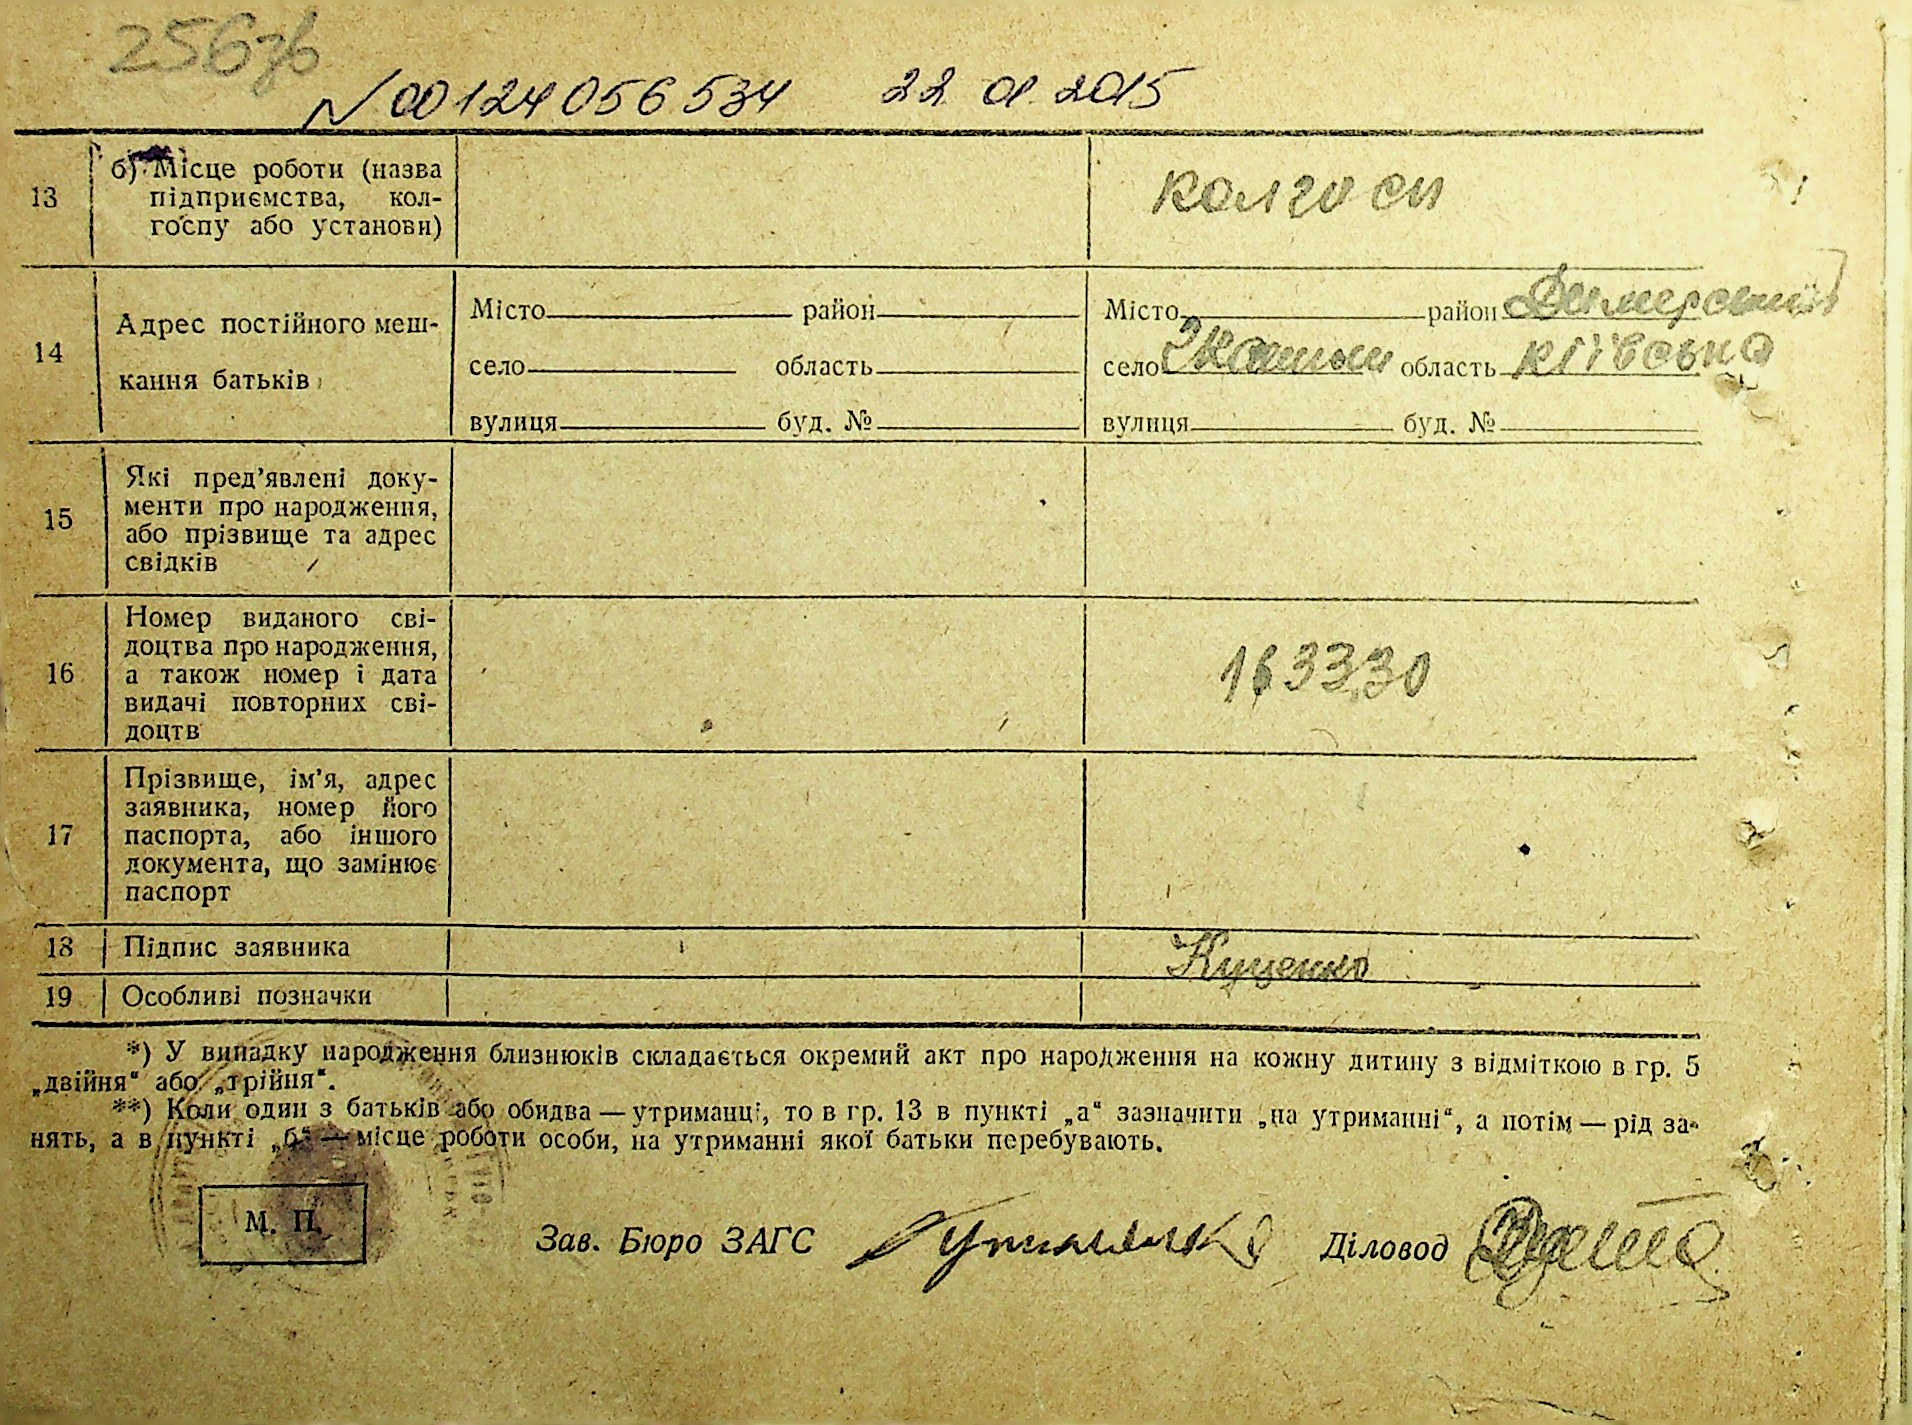 256зв
N 00124056534 22 01 2015
13 б) Місце роботи (назва
підприємства, кол-
госпу або установи)
колгосп
14 Адрес постійного меш-
кання батьків
Місто район
село область
вулиця буд. №
Місто район Димерський
село область київська
вулиця буд. №
15 Які пред’явлені доку-
менти про народження,
або прізвище та адрес
свідків
16 Номер виданого сві-
доцтва про народження,
а також номер і дата
видачі повторних сві-
доцтв
163330
17 Прізвище, ім’я, адрес
заявника, номер його
паспорта, або іншого
документа, що замінює
паспорт
18 Підпис заявника Куценко
19 Особливі позначки
*) У випадку народження близнюків складається окремий акт про народження на кожну дитину з відміткою в гр. 5
„двійня“ або „трійня“.
**) Коли один з батьків або обидва — утриманці, то в гр. 13 в пункті „а“ зазначити „на утриманні“, а потім — рід за-
нять, а в пункті „б“ — місце роботи особи, на утриманні якої батьки перебувають.
М. П.
Зав. Бюро ЗАГС Діловод